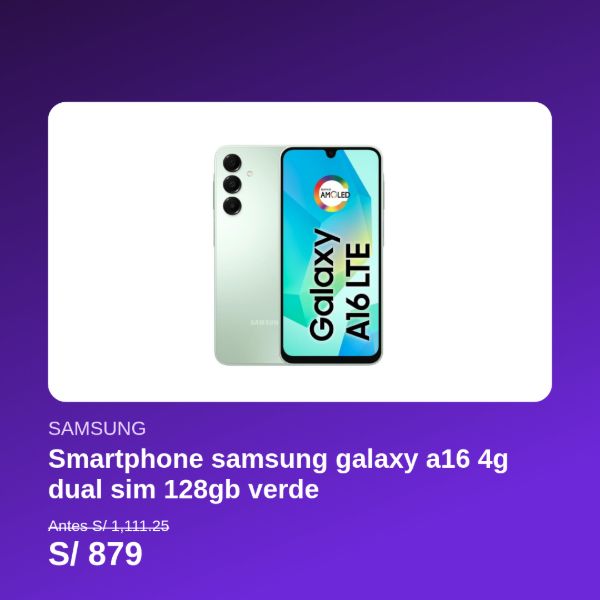 AMOLED
Galaxy
A16 LTE
SAMSUNG
SAMSUNG
Smartphone samsung galaxy a16 4g
dual sim 128gb verde
Antes S/ 1,111.25
S/ 879